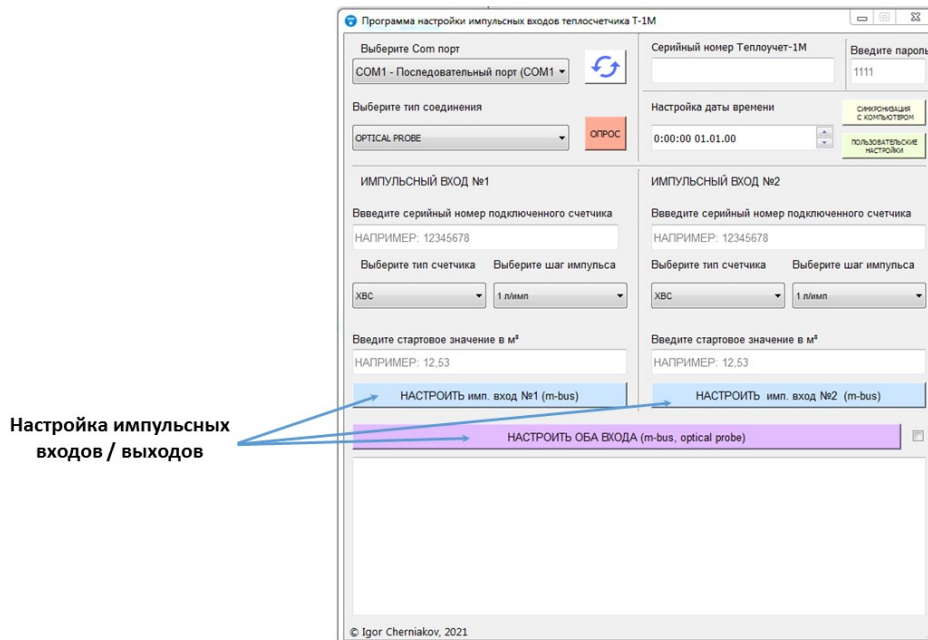 Программа настройки импульсных входов теплосчетчика Т-1М
Выберите Com порт
COM1 - Последовательный порт (COM1
Серийный номер Теплоучет-1М
Введите пароль
1111
Выберите тип соединения
OPTICAL PROBE
ОПРОС
Настройка даты времени
0:00:00 01.01.00
СИНХРОНИЗАЦИЯ
С КОМПЬЮТЕРОМ
ПОЛЬЗОВАТЕЛЬСКИЕ
НАСТРОЙКИ
ИМПУЛЬСНЫЙ ВХОД №1
Ввведите серийный номер подключенного счетчика
НАПРИМЕР: 12345678
Выберите тип счетчика
Выберите шаг импульса
ХВС
1 л/имп
Введите стартовое значение в м³
НАПРИМЕР: 12,53
НАСТРОИТЬ имп. вход №1 (m-bus)
ИМПУЛЬСНЫЙ ВХОД №2
Ввведите серийный номер подключенного счетчика
НАПРИМЕР: 12345678
Выберите тип счетчика
Выберите шаг импульса
ХВС
1 л/имп
Введите стартовое значение в м³
НАПРИМЕР: 12,53
НАСТРОИТЬ имп. вход №2 (m-bus)
Настройка импульсных
входов / выходов
НАСТРОИТЬ ОБА ВХОДА (m-bus, optical probe)
© Igor Cherniakov, 2021